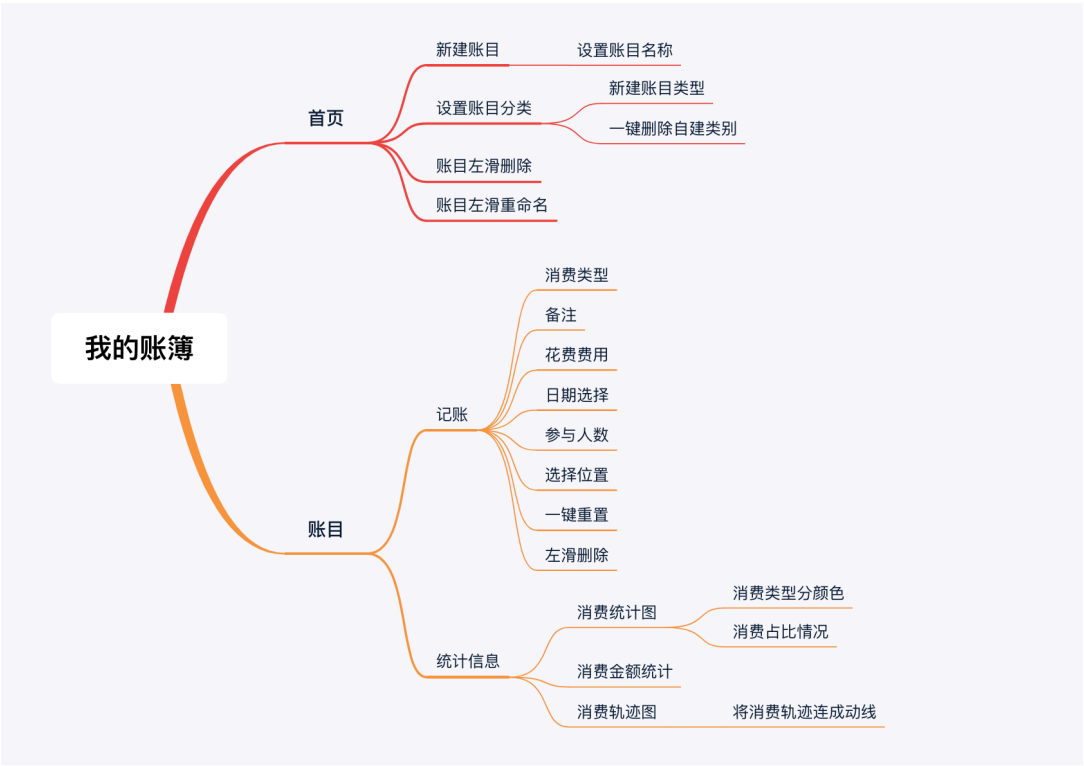 我的账簿
首页
新建账目
设置账目名称
设置账目分类
新建账目类型
一键删除自建类别
账目左滑删除
账目左滑重命名
账目
记账
消费类型
备注
花费费用
日期选择
参与人数
选择位置
一键重置
左滑删除
统计信息
消费统计图
消费类型分颜色
消费占比情况
消费金额统计
消费轨迹图
将消费轨迹连成动线